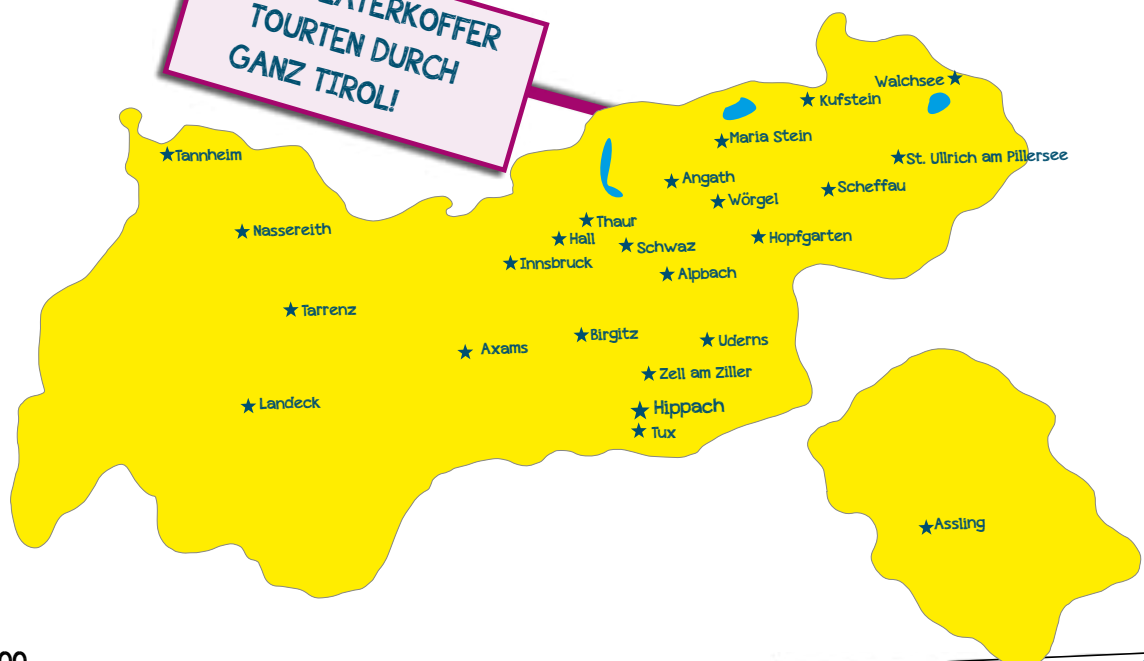 TOURTEN DURCH
GANZ TIROL!
Walchsee
Kufstein
Maria Stein
Tannheim
St. Ullrich am Pillersee
Angath
Scheffau
Wörgel
Thaur
Nassereith
Hall
Hopfgarten
Schwaz
Innsbruck
Alpbach
Tarrenz
Birgitz
Uderns
Axams
Zell am Ziller
Landeck
Hippach
Tux
Assling